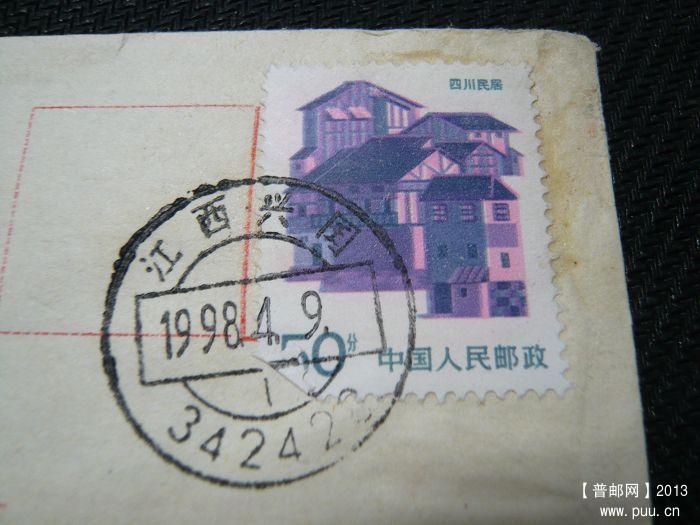 四川民居
50分
中国人民邮政
江西兴国
1998.4.9.
【普邮网】2013
www.puu.cn